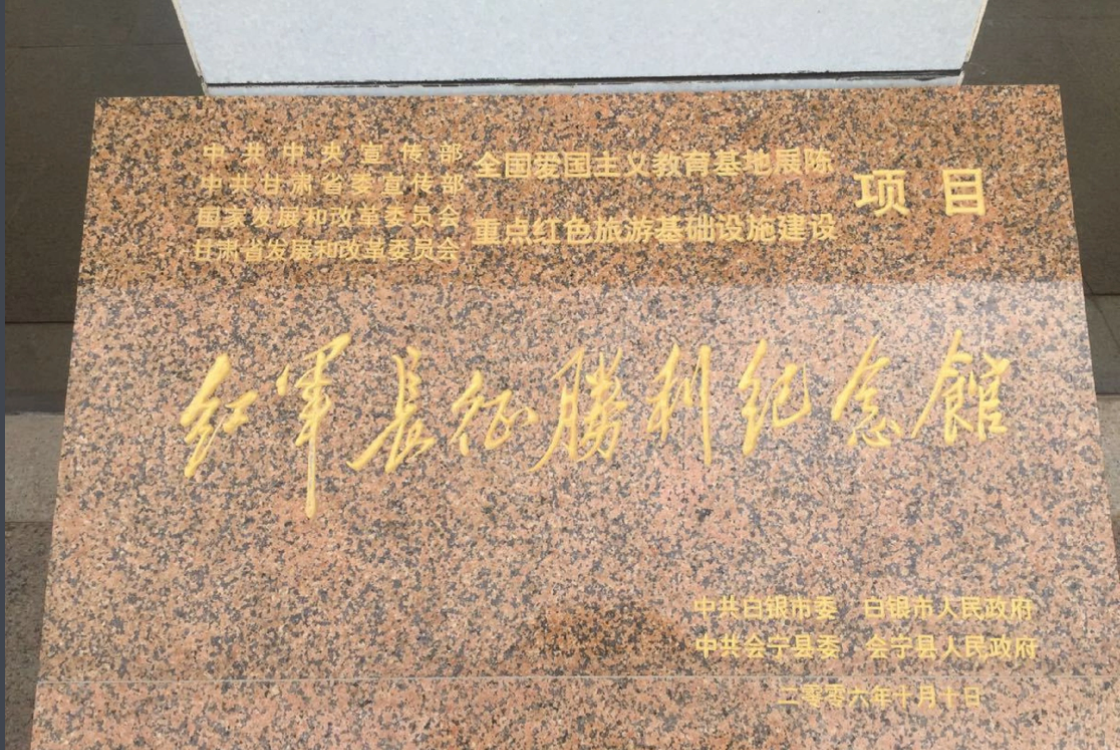 中共中央宣传部
中共甘肃省委宣传部
国家发展和改革委员会
甘肃省发展和改革委员会
全国爱国主义教育基地展陈
重点红色旅游基础设施建设
项目
红军長征勝利纪念館
中共白银市委 白银市人民政府
中共会宁县委 会宁县人民政府
二零零六年十月十日